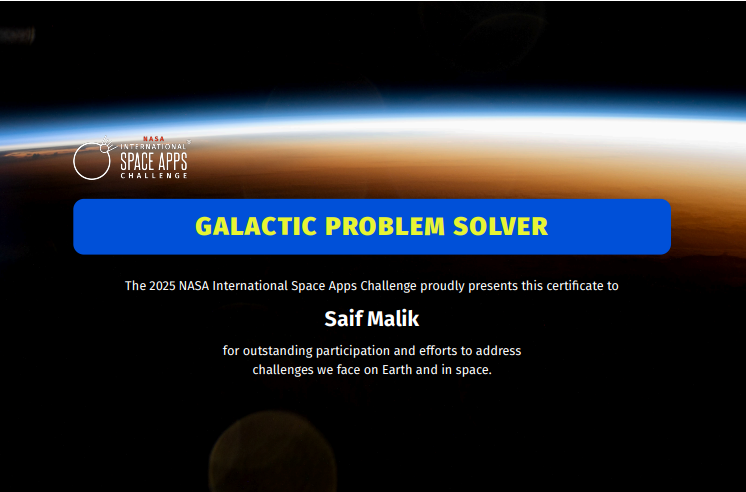 NASA
INTERNATIONAL
SPACE APPS
CHALLENGE
GALACTIC PROBLEM SOLVER
The 2025 NASA International Space Apps Challenge proudly presents this certificate to
Saif Malik
for outstanding participation and efforts to address
challenges we face on Earth and in space.